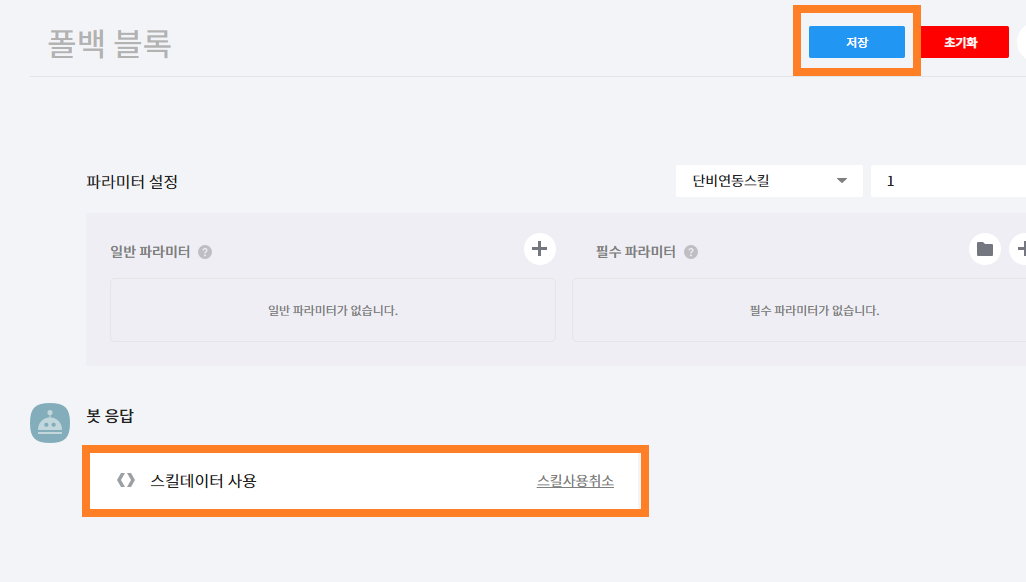 폴백 블록
저장
초기화
파라미터 설정
단비연동스킬
1
일반 파라미터 ?
필수 파라미터 ?
일반 파라미터가 없습니다.
필수 파라미터가 없습니다.
봇 응답
스킬데이터 사용
스킬사용취소